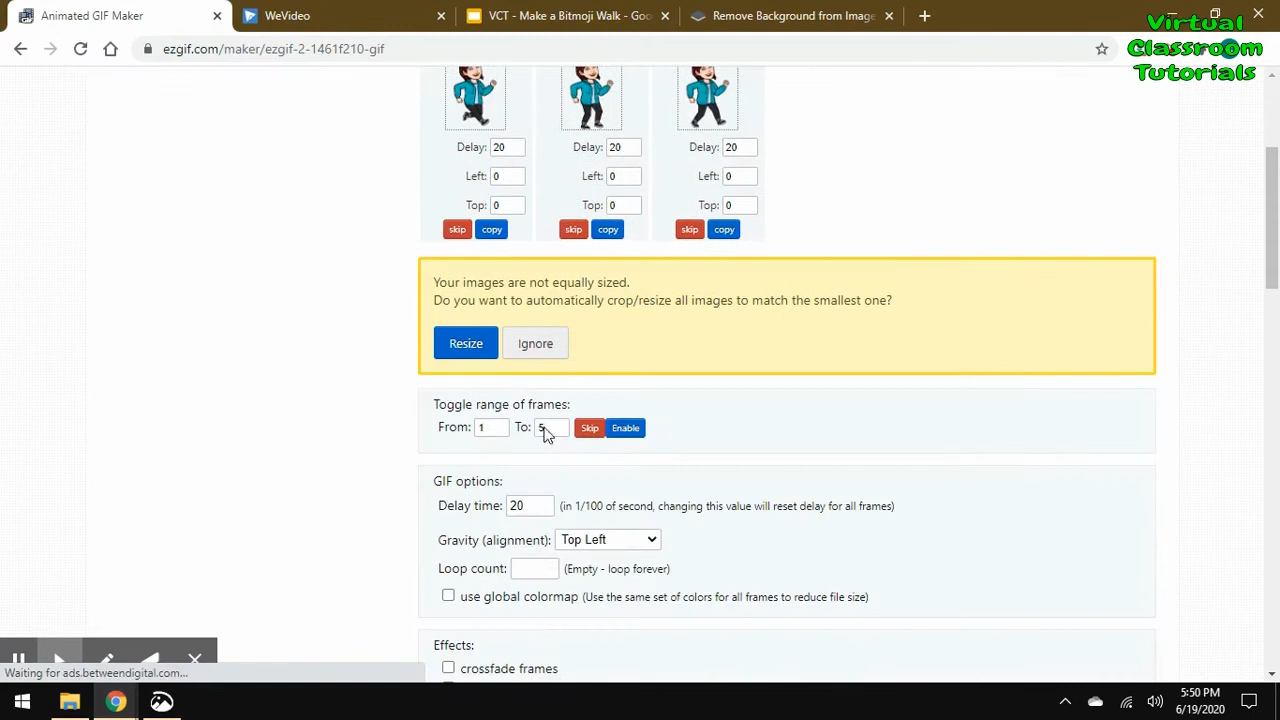 Animated GIF Maker
WeVideo
VCT - Make a Bitmoji Walk - Goo
Remove Background from Image
Virtual
Classroom
Tutorials
ezgif.com/maker/ezgif-2-1461f210-gif
Delay: 20 Delay: 20 Delay: 20
Left: 0 Left: 0 Left: 0
Top: 0 Top: 0 Top: 0
skip copy skip copy skip copy
Your images are not equally sized.
Do you want to automatically crop/resize all images to match the smallest one?
Resize Ignore
Toggle range of frames:
From: 1 To: 5 Skip Enable
GIF options:
Delay time: 20 (in 1/100 of second, changing this value will reset delay for all frames)
Gravity (alignment): Top Left
Loop count: (Empty - loop forever)
use global colormap (Use the same set of colors for all frames to reduce file size)
Effects:
crossfade frames
Waiting for ads.betweendigital.com...
5:50 PM
6/19/2020